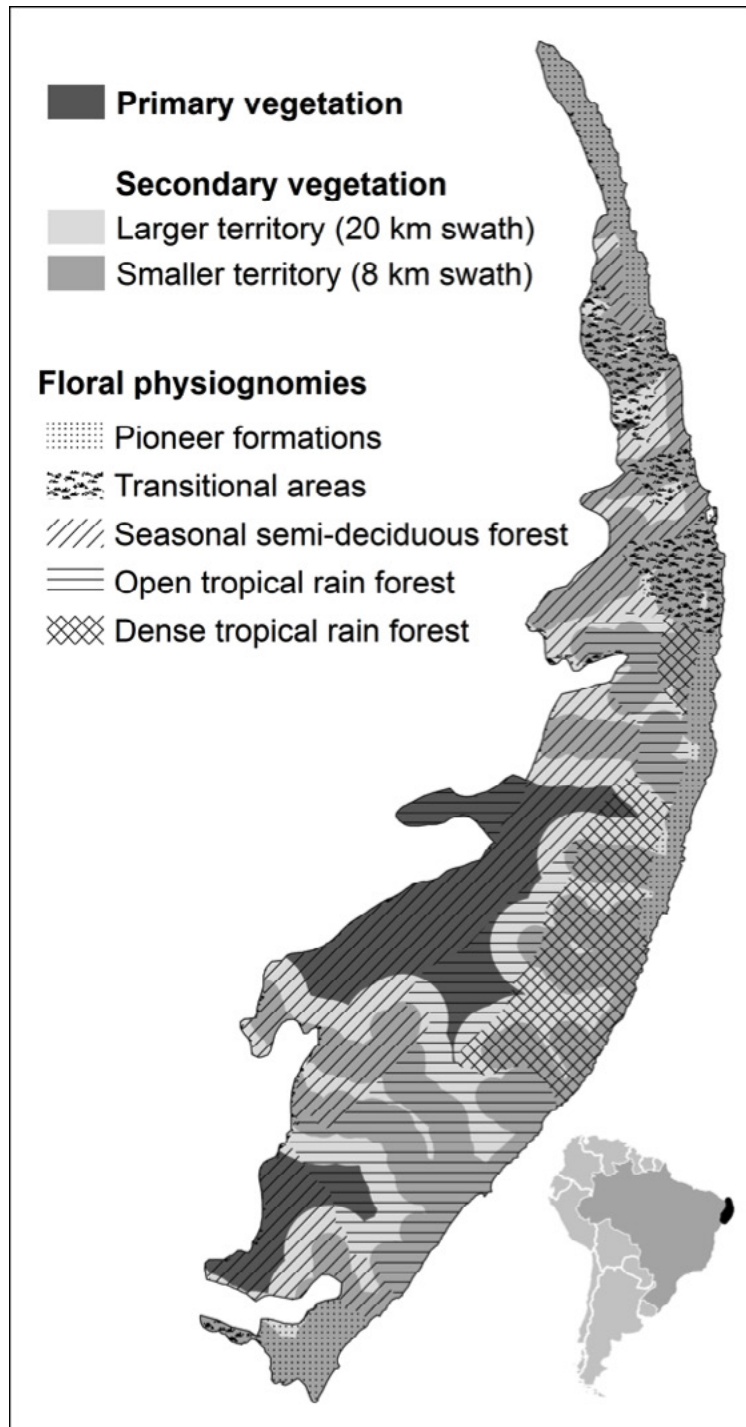 Primary vegetation
Secondary vegetation
Larger territory (20 km swath)
Smaller territory (8 km swath)
Floral physiognomies
Pioneer formations
Transitional areas
Seasonal semi-deciduous forest
Open tropical rain forest
Dense tropical rain forest